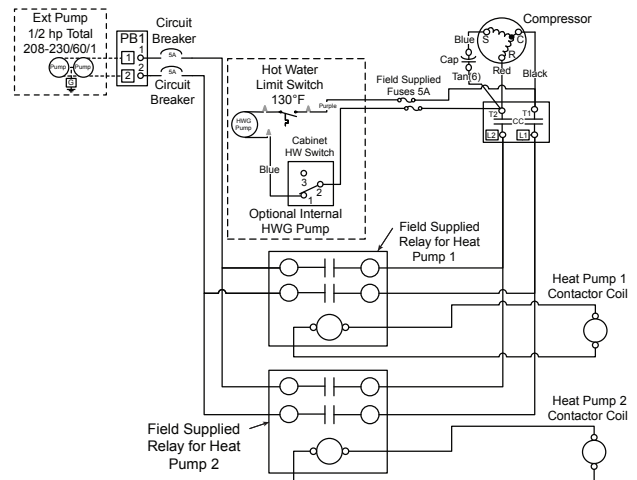 Ext Pump
1/2 hp Total
208-230/60/1
Pump
Pump
G
PB1
1
1
2
2
Circuit
Breaker
5A
5A
Circuit
Breaker
Hot Water
Limit Switch
130°F
Purple
HWG
Pump
Blue
Cabinet
HW Switch
3
2
1
Optional Internal
HWG Pump
Field Supplied
Fuses 5A
Compressor
Blue
S
C
R
Cap
Tan(6)
Red
Black
T2
T1
CC
L2
L1
Field Supplied
Relay for Heat
Pump 1
Heat Pump 1
Contactor Coil
Field Supplied
Relay for Heat
Pump 2
Heat Pump 2
Contactor Coil